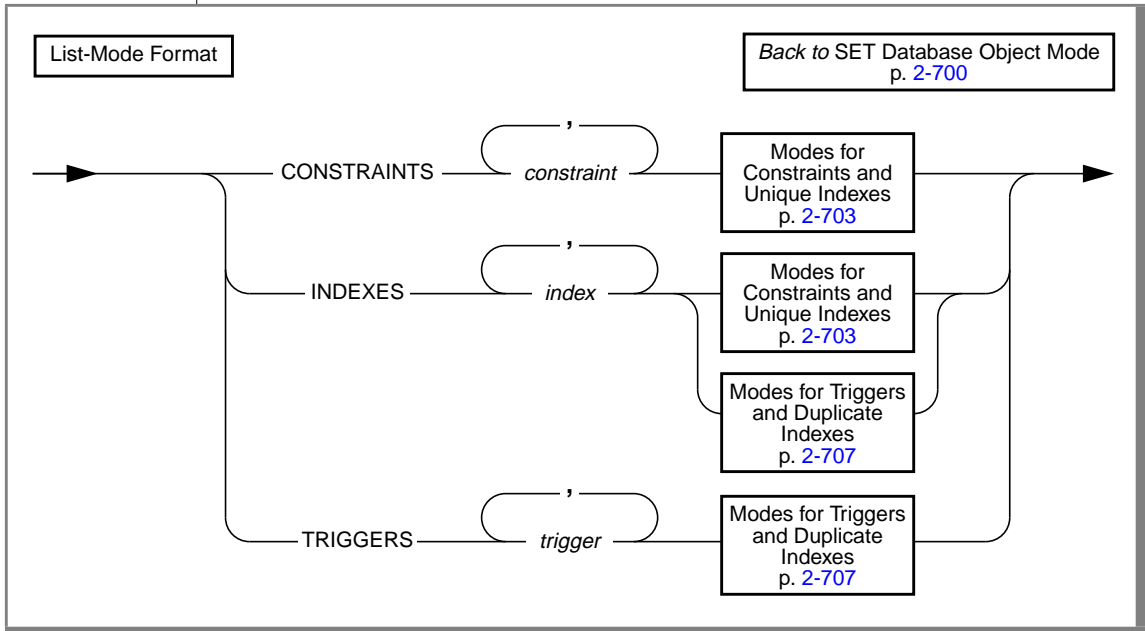 List-Mode Format
Back to SET Database Object Mode
p. 2-700
,
CONSTRAINTS constraint
Modes for
Constraints and
Unique Indexes
p. 2-703
,
INDEXES index
Modes for
Constraints and
Unique Indexes
p. 2-703
Modes for Triggers
and Duplicate
Indexes
p. 2-707
,
TRIGGERS trigger
Modes for Triggers
and Duplicate
Indexes
p. 2-707